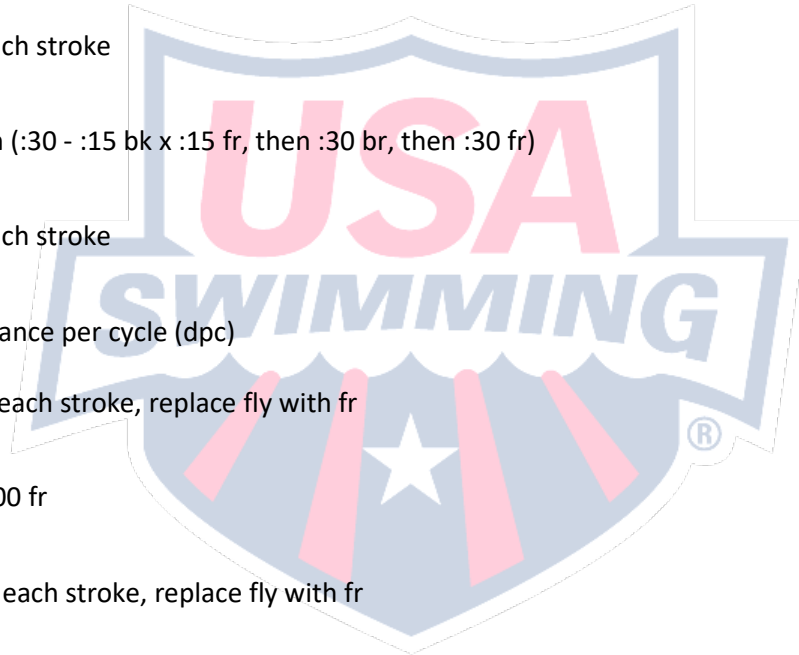 ch stroke
(:30 - :15 bk x :15 fr, then :30 br, then :30 fr)
USA
ch stroke
SWIMMING
ance per cycle (dpc)
each stroke, replace fly with fr
®
00 fr
each stroke, replace fly with fr